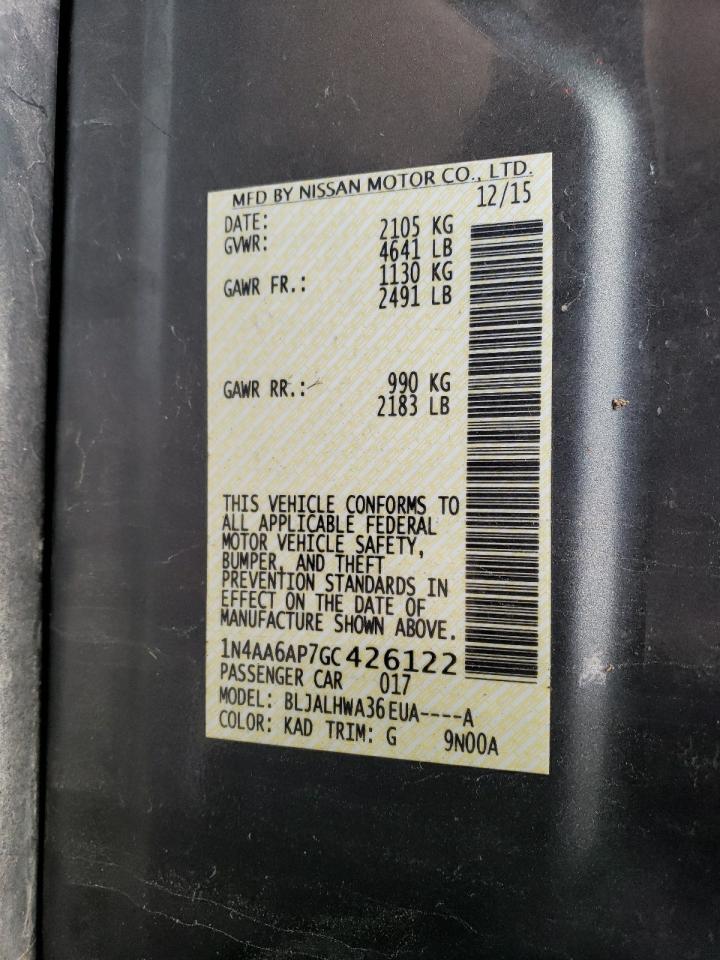 MFD BY NISSAN MOTOR CO., LTD.
DATE: 12/15
GVWR: 2105 KG
4641 LB
GAWR FR.: 1130 KG
2491 LB
GAWR RR.: 990 KG
2183 LB
THIS VEHICLE CONFORMS TO
ALL APPLICABLE FEDERAL
MOTOR VEHICLE SAFETY,
BUMPER, AND THEFT
PREVENTION STANDARDS IN
EFFECT ON THE DATE OF
MANUFACTURE SHOWN ABOVE.
1N4AA6AP7GC426122
PASSENGER CAR 017
MODEL: BLJALHWA36EUA----A
COLOR: KAD TRIM: G 9N00A